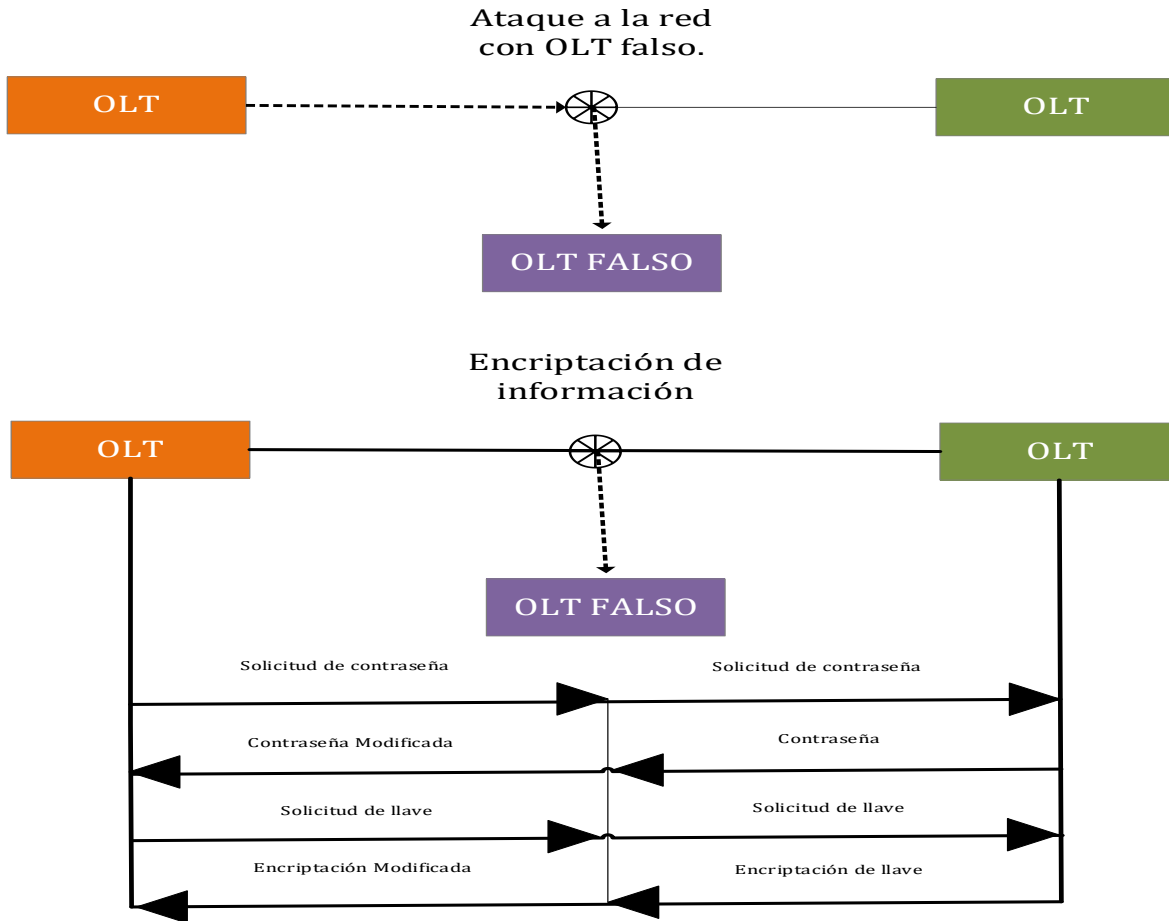 Ataque a la red
con OLT falso.
OLT
OLT
OLT FALSO
Encriptación de
información
OLT
OLT
OLT FALSO
Solicitud de contraseña
Solicitud de contraseña
Contraseña Modificada
Contraseña
Solicitud de llave
Solicitud de llave
Encriptación Modificada
Encriptación de llave